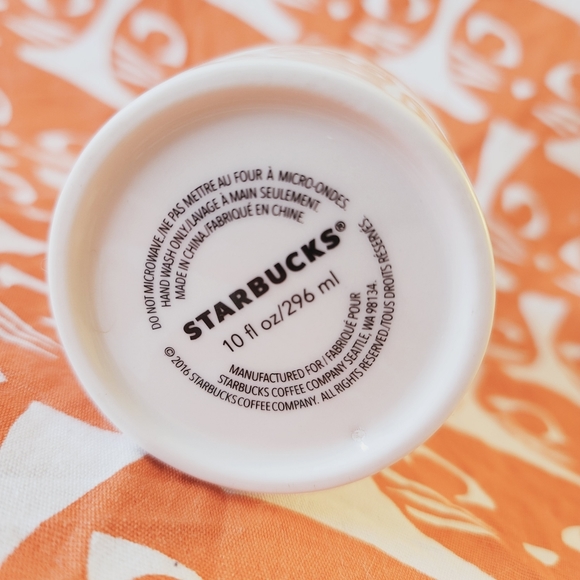 DO NOT MICROWAVE/NE PAS METTRE AU FOUR À MICRO-ONDES.
HAND WASH ONLY/LAVAGE À MAIN SEULEMENT.
MADE IN CHINA/FABRIQUÉ EN CHINE.
STARBUCKS®
10 fl oz/296 ml
MANUFACTURED FOR/FABRIQUÉ POUR
STARBUCKS COFFEE COMPANY SEATTLE, WA 98134.
© 2016 STARBUCKS COFFEE COMPANY. ALL RIGHTS RESERVED./TOUS DROITS RÉSERVÉS.